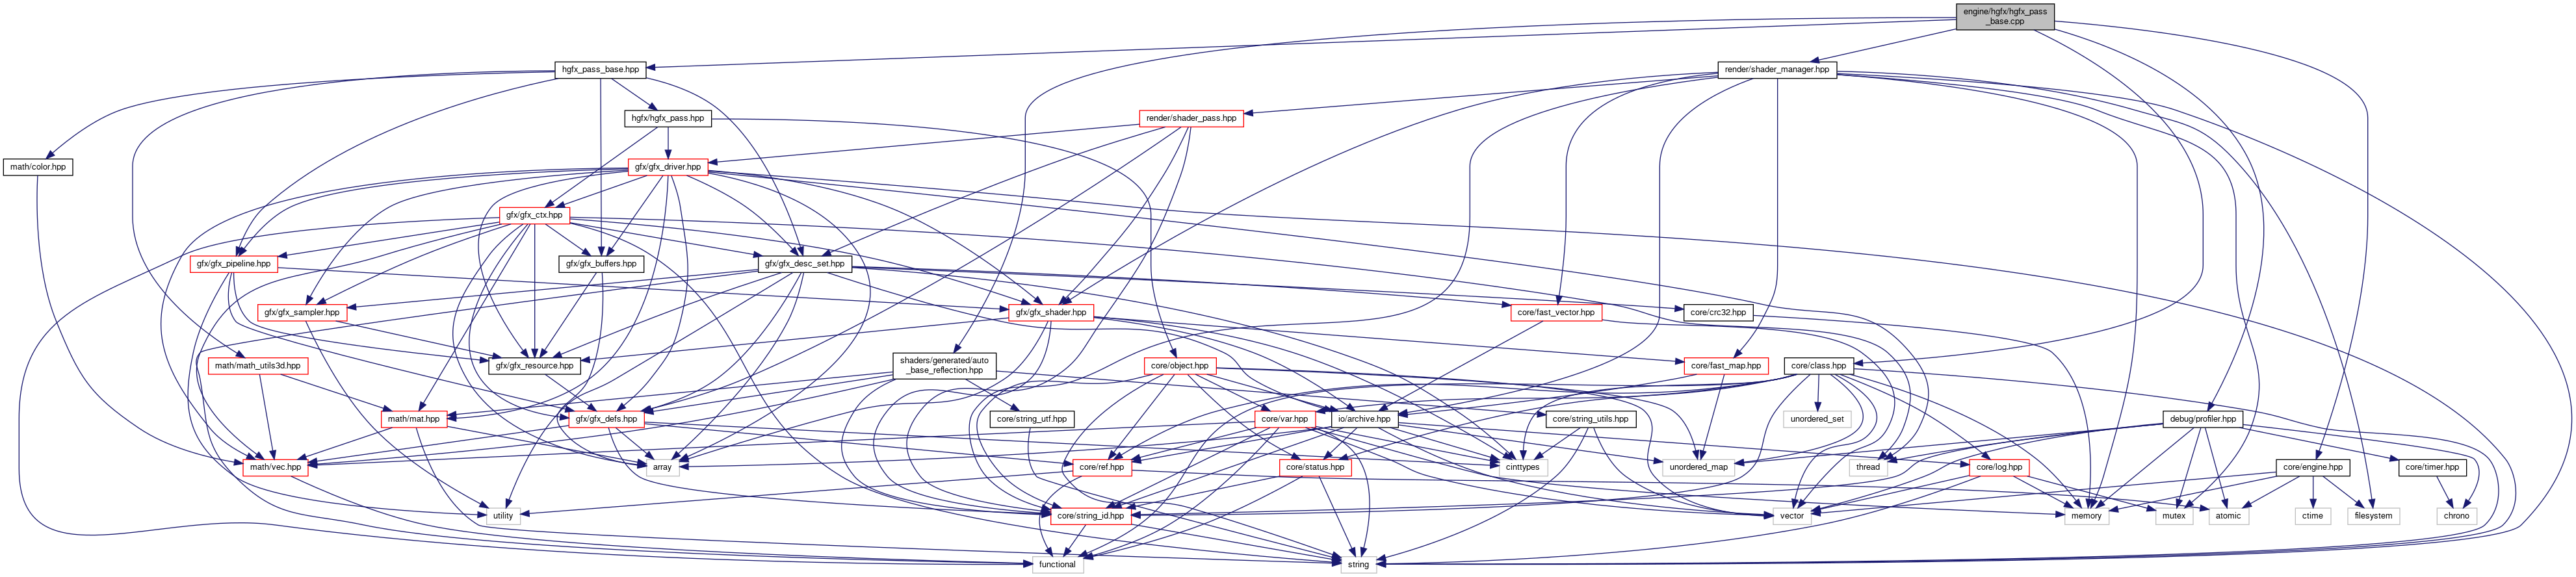 engine/hgfx/hgfx_pass
_base.cpp
hgfx_pass_base.hpp
render/shader_manager.hpp
hgfx/hgfx_pass.hpp
render/shader_pass.hpp
math/color.hpp
gfx/gfx_driver.hpp
gfx/gfx_ctx.hpp
gfx/gfx_pipeline.hpp
gfx/gfx_buffers.hpp
gfx/gfx_desc_set.hpp
gfx/gfx_sampler.hpp
gfx/gfx_shader.hpp
core/fast_vector.hpp
core/crc32.hpp
math/math_utils3d.hpp
gfx/gfx_resource.hpp
shaders/generated/auto
_base_reflection.hpp
core/object.hpp
core/fast_map.hpp
core/class.hpp
math/mat.hpp
gfx/gfx_defs.hpp
core/string_utf.hpp
core/var.hpp
io/archive.hpp
core/string_utils.hpp
unordered_set
debug/profiler.hpp
math/vec.hpp
array
core/ref.hpp
core/status.hpp
cinttypes
unordered_map
thread
core/log.hpp
core/engine.hpp
core/timer.hpp
utility
core/string_id.hpp
vector
memory
mutex
atomic
ctime
filesystem
chrono
functional
string